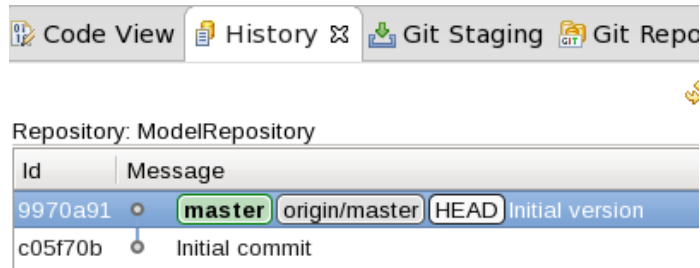 Code View History Git Staging GIT Git Repo
Repository: ModelRepository
Id Message
9970a91 master origin/master HEAD Initial version
c05f70b Initial commit